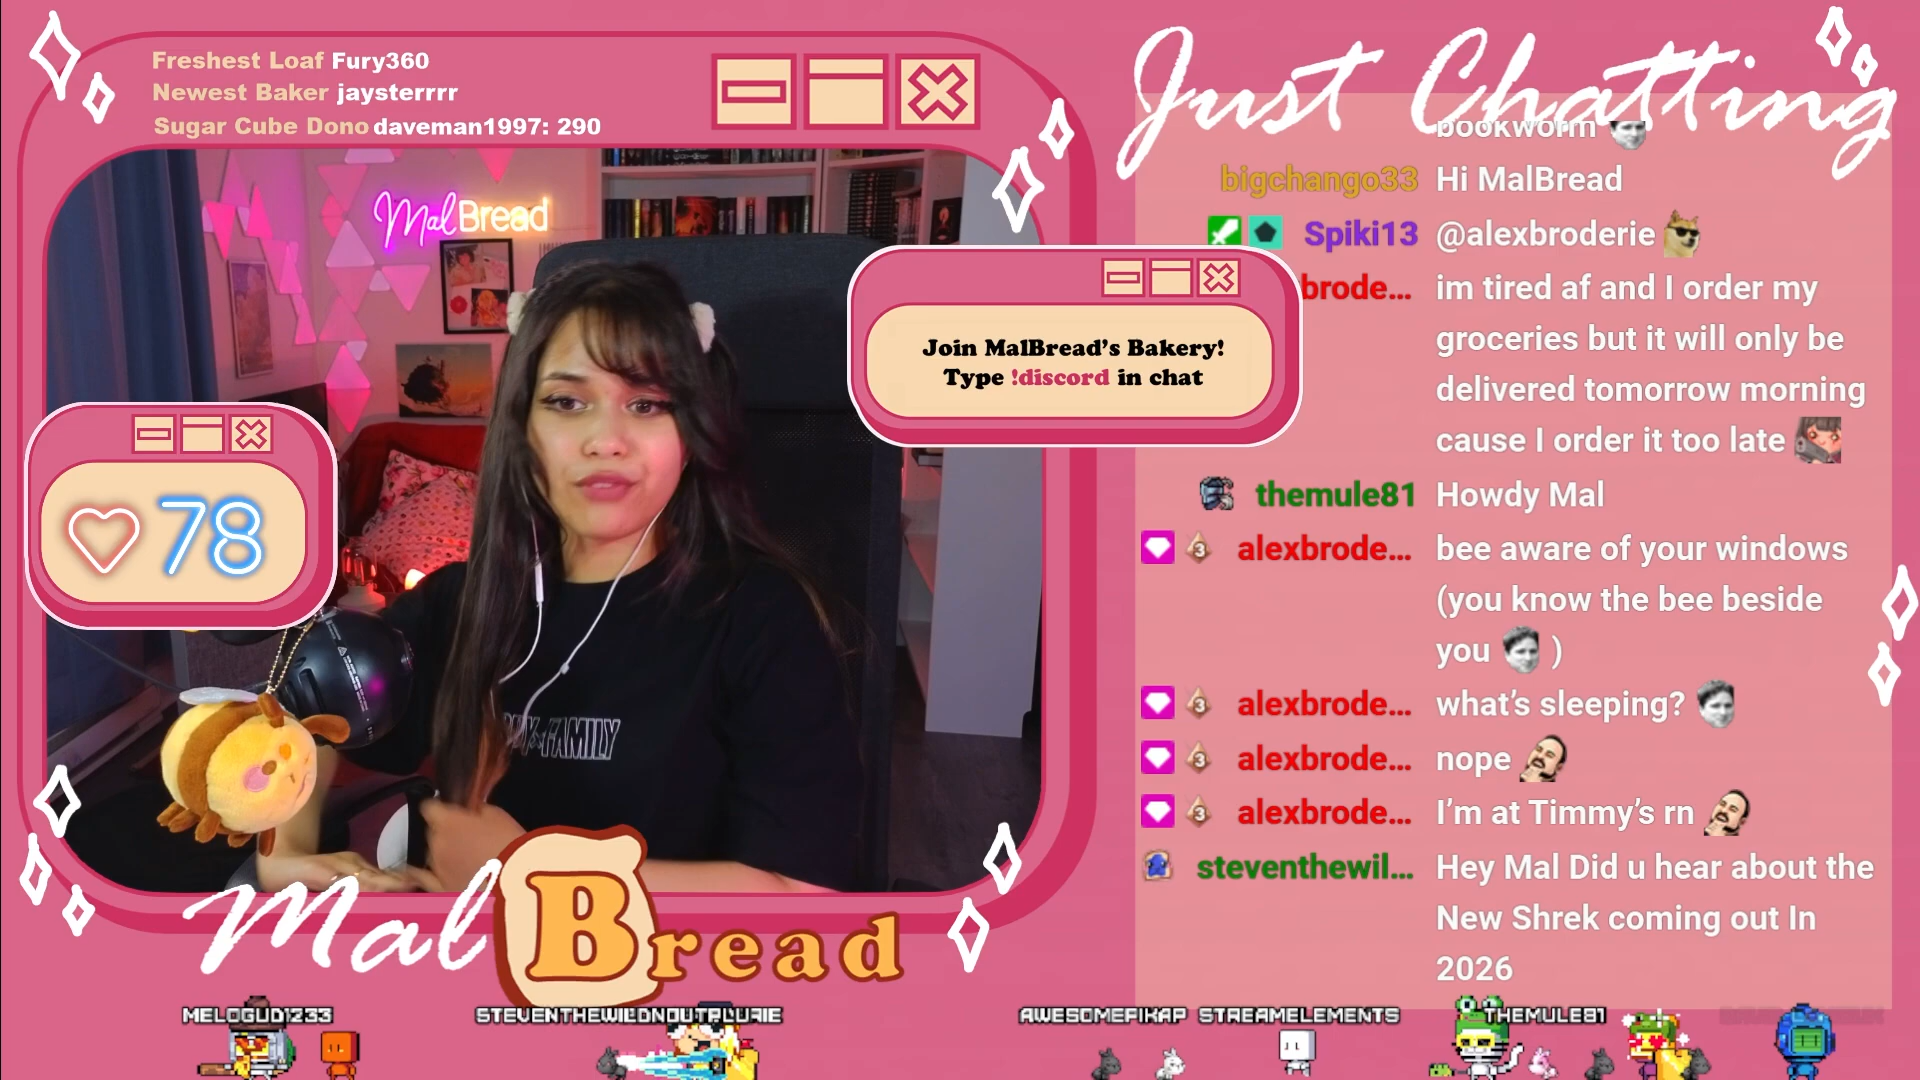 Freshest Loaf Fury360
Newest Baker jaysterrrr
Sugar Cube Dono daveman1997: 290
Just Chatting
MalBread
bookworm
bigchango33 Hi MalBread
Spiki13 @alexbroderie
brode... im tired af and I order my
groceries but it will only be
delivered tomorrow morning
cause I order it too late
Join MalBread's Bakery!
Type !discord in chat
78
themule81 Howdy Mal
alexbrode... bee aware of your windows
(you know the bee beside
you )
alexbrode... what's sleeping?
alexbrode... nope
alexbrode... I'm at Timmy's rn
steventhewil... Hey Mal Did u hear about the
New Shrek coming out In
2026
FAMILY
Mal Bread
MELOGUD1233
AWESOMEPIKAP STREAMELEMENTS THEMULE81